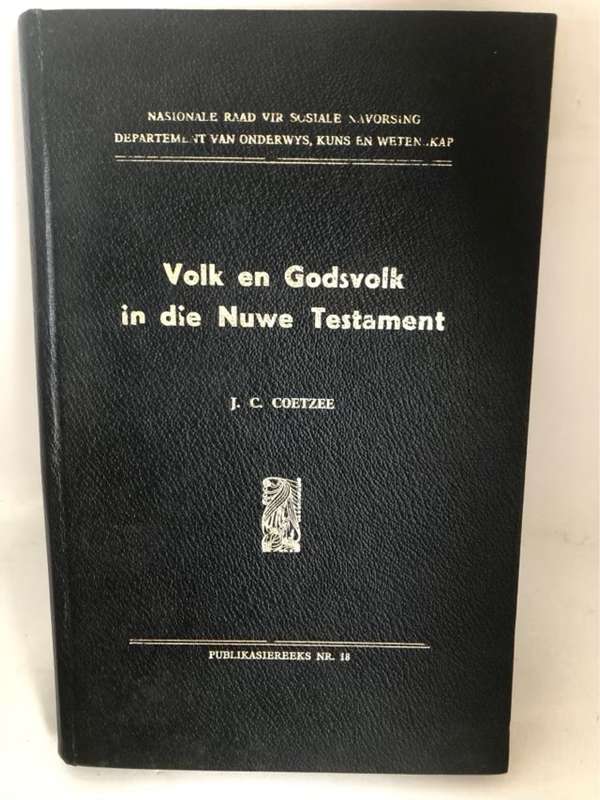 NASIONALE RAAD VIR SOSIALE NAVORSING
DEPARTEMENT VAN ONDERWYS, KUNS EN WETENSKAP
Volk en Godsvolk
in die Nuwe Testament
J. C. COETZEE
PUBLIKASIEREEKS NR. 18